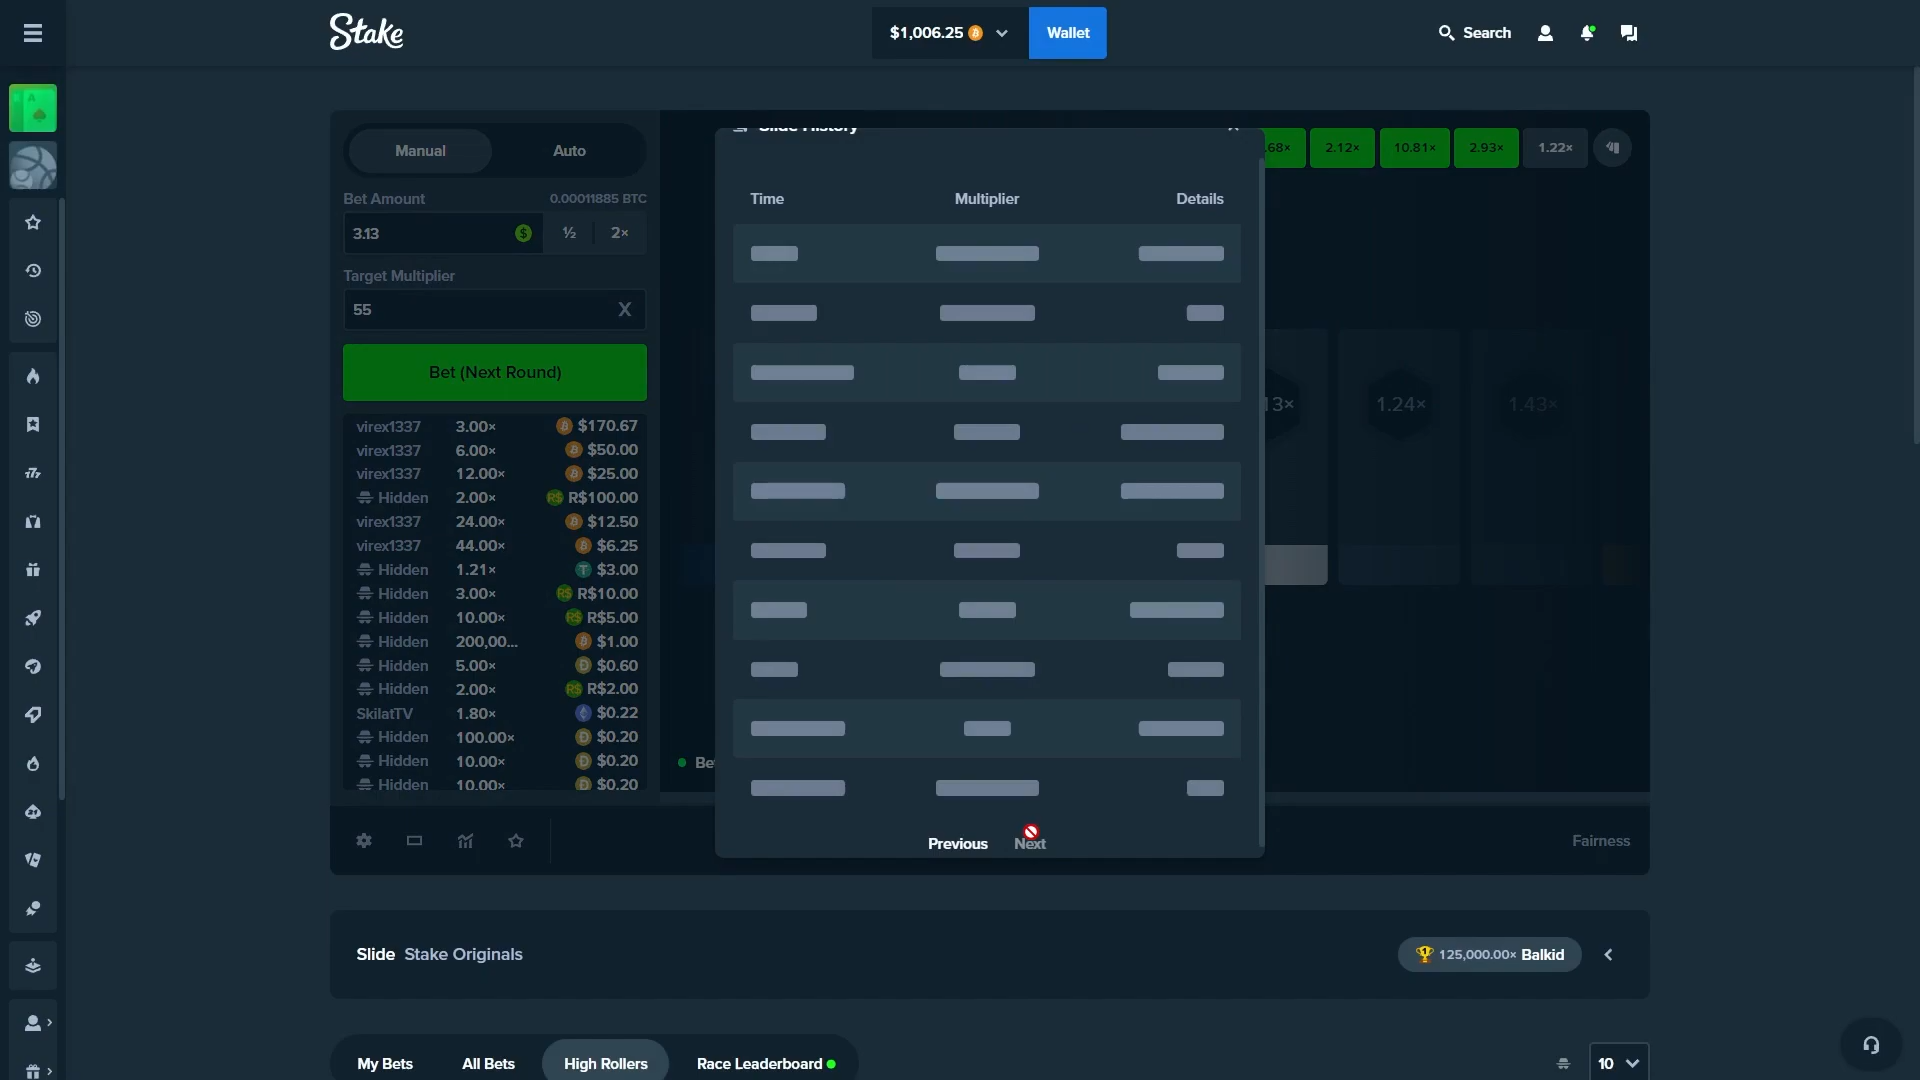 Stake
$1,006.25
Wallet
Search
Manual
Auto
Bet Amount
0.00011885 BTC
3.13
½
2×
Target Multiplier
55
X
Bet (Next Round)
virex1337 3.00× $170.67
virex1337 6.00× $50.00
virex1337 12.00× $25.00
Hidden 2.00× R$ R$100.00
virex1337 24.00× $12.50
virex1337 44.00× $6.25
Hidden 1.21× $3.00
Hidden 3.00× R$ R$10.00
Hidden 10.00× R$ R$5.00
Hidden 200,00... $1.00
Hidden 5.00× $0.60
Hidden 2.00× R$ R$2.00
SkilatTV 1.80× $0.22
Hidden 100.00× $0.20
Hidden 10.00× $0.20
Hidden 10.00× $0.20
Slide History
Time
Multiplier
Details
Previous
Next
.68×
2.12×
10.81×
2.93×
1.22×
13×
1.24×
1.43×
Be
Fairness
Slide Stake Originals
125,000.00× Balkid
My Bets
All Bets
High Rollers
Race Leaderboard
10